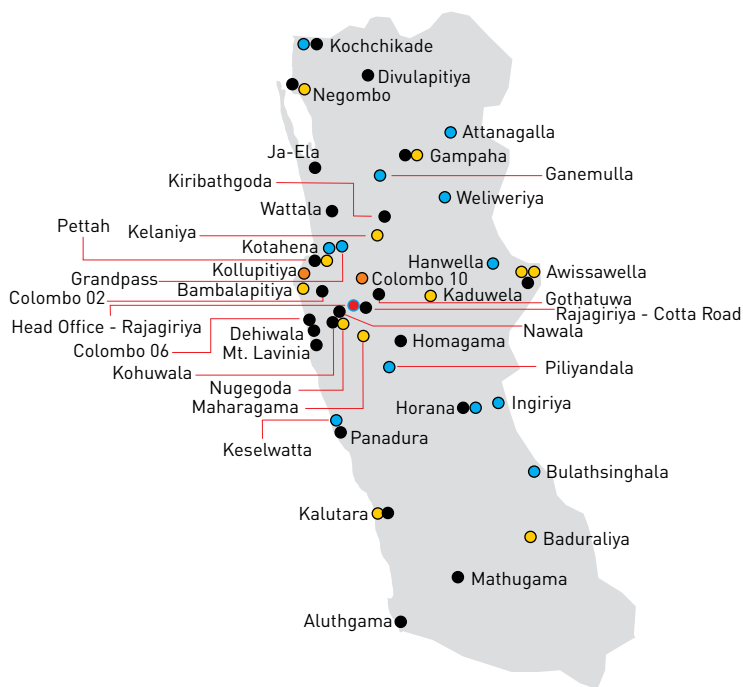 Kochchikade
Divulapitiya
Negombo
Attanagalla
Ja-Ela
Gampaha
Ganemulla
Kiribathgoda
Weliweriya
Wattala
Pettah
Kelaniya
Kotahena
Hanwella
Grandpass
Kollupitiya
Colombo 10
Awissawella
Colombo 02
Bambalapitiya
Kaduwela
Gothatuwa
Rajagiriya - Cotta Road
Head Office - Rajagiriya
Nawala
Dehiwala
Homagama
Colombo 06
Mt. Lavinia
Kohuwala
Piliyandala
Nugegoda
Maharagama
Horana
Ingiriya
Keselwatta
Panadura
Bulathsinghala
Kalutara
Baduraliya
Mathugama
Aluthgama